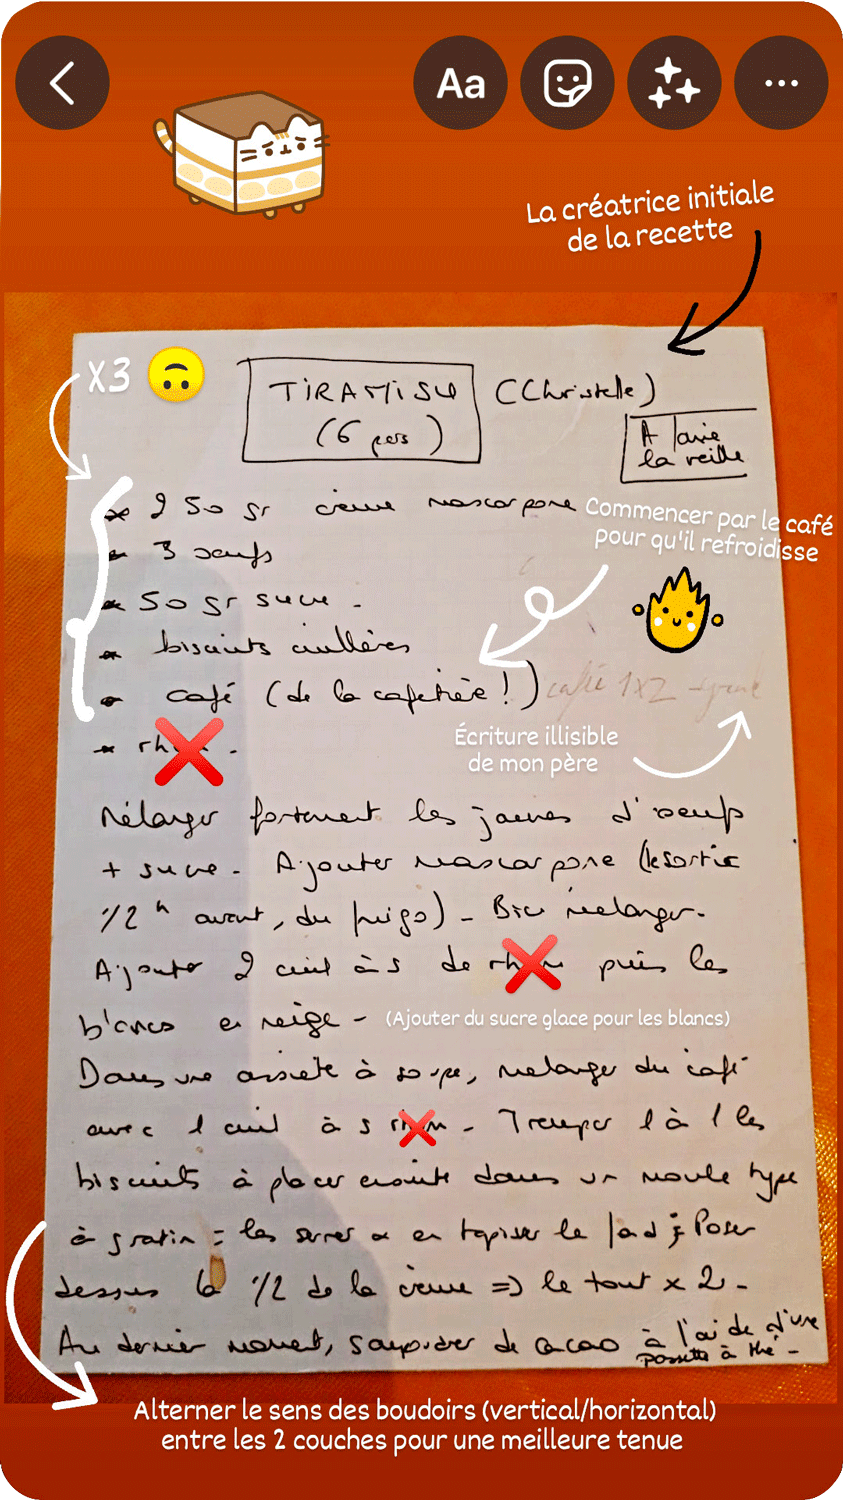 Aa
La créatrice initiale
de la recette
X3
TIRAMISU (Christelle)
(6 pers)
A faire
la veille
* 250 gr crème mascarpone
Commencer par le café
pour qu'il refroidisse
* 3 oeufs
* 50 gr sucre -
* biscuits cuillères
* café (de la cafetière !) café 1X2
Écriture illisible
de mon père
* rh
Mélanger fortement les jaunes d'oeufs
+ sucre - Ajouter mascarpone (le sortir
1/2 h avant, du frigo) - Bien mélanger.
Ajouter 2 cuil à s de rh puis les
blancs en neige - (Ajouter du sucre glace pour les blancs)
Dans une assiette à soupe, mélanger du café
avec 1 cuil à s - Tremper 1 à 1 les
biscuits à placer ensuite dans un moule type
à gratin = les serrer et en tapisser le fond ; Poser
dessus la 1/2 de la crème => le tout x 2 -
Au dernier moment, saupoudrer de cacao à l'aide d'une
passette à thé -
Alterner le sens des boudoirs (vertical/horizontal)
entre les 2 couches pour une meilleure tenue